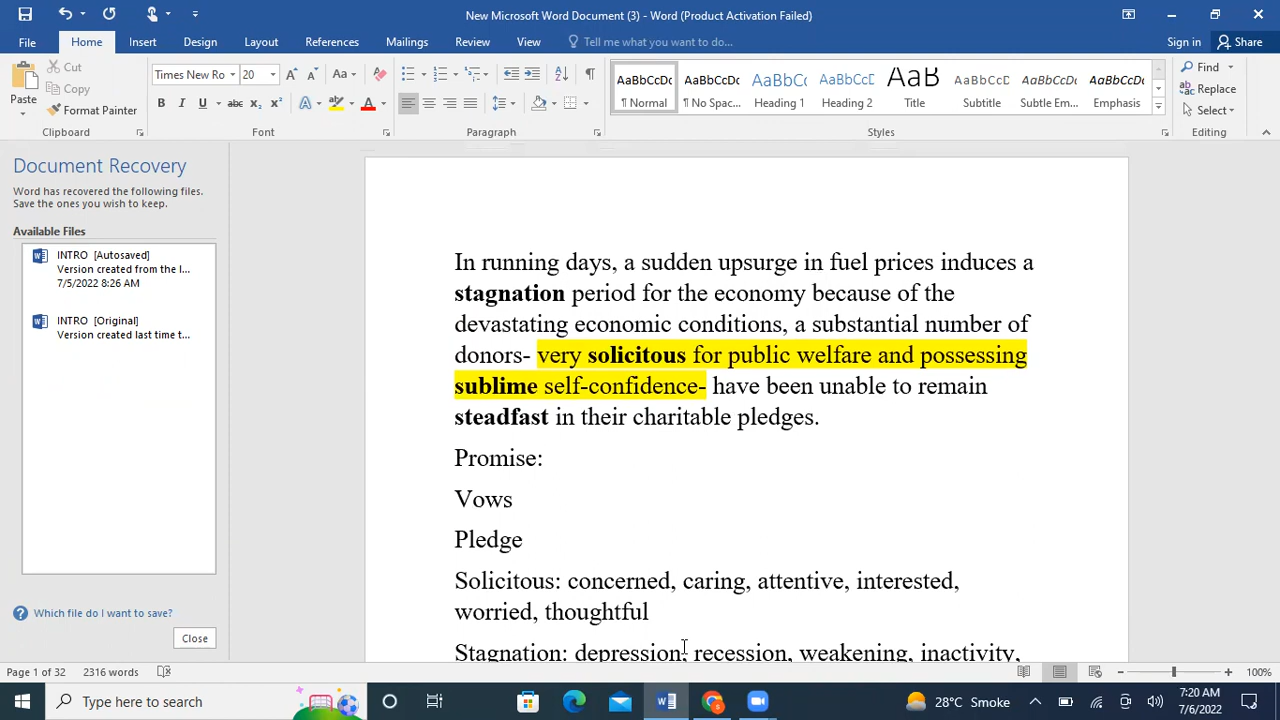 New Microsoft Word Document (3) - Word (Product Activation Failed)
File Home Insert Design Layout References Mailings Review View Tell me what you want to do... Sign in Share
Paste Cut Copy Format Painter
Clipboard
Times New Ro 20
Font
Paragraph
AaBbCcDc AaBbCcDc AaBbCcDc AaBbCcDc AaB AaBbCcDc AaBbCcDc AaBbCcDc
¶ Normal ¶ No Spac... Heading Heading 2 Title Subtitle Subtle Em... Emphasis
Styles
Find
Replace
Select
Editing
Document Recovery
Word has recovered the following files.
Save the ones you wish to keep.
Available Files
INTRO [Autosaved]
Version created from the l...
7/5/2022 8:26 AM
INTRO [Original]
Version created last time t...
Which file do I want to save?
Close
In running days, a sudden upsurge in fuel prices induces a
stagnation period for the economy because of the
devastating economic conditions, a substantial number of
donors- very solicitous for public welfare and possessing
sublime self-confidence- have been unable to remain
steadfast in their charitable pledges.
Promise:
Vows
Pledge
Solicitous: concerned, caring, attentive, interested,
worried, thoughtful
Stagnation: depression, recession, weakening, inactivity,
Page 1 of 32 2316 words 100%
Type here to search 28°C Smoke 7:20 AM
7/6/2022